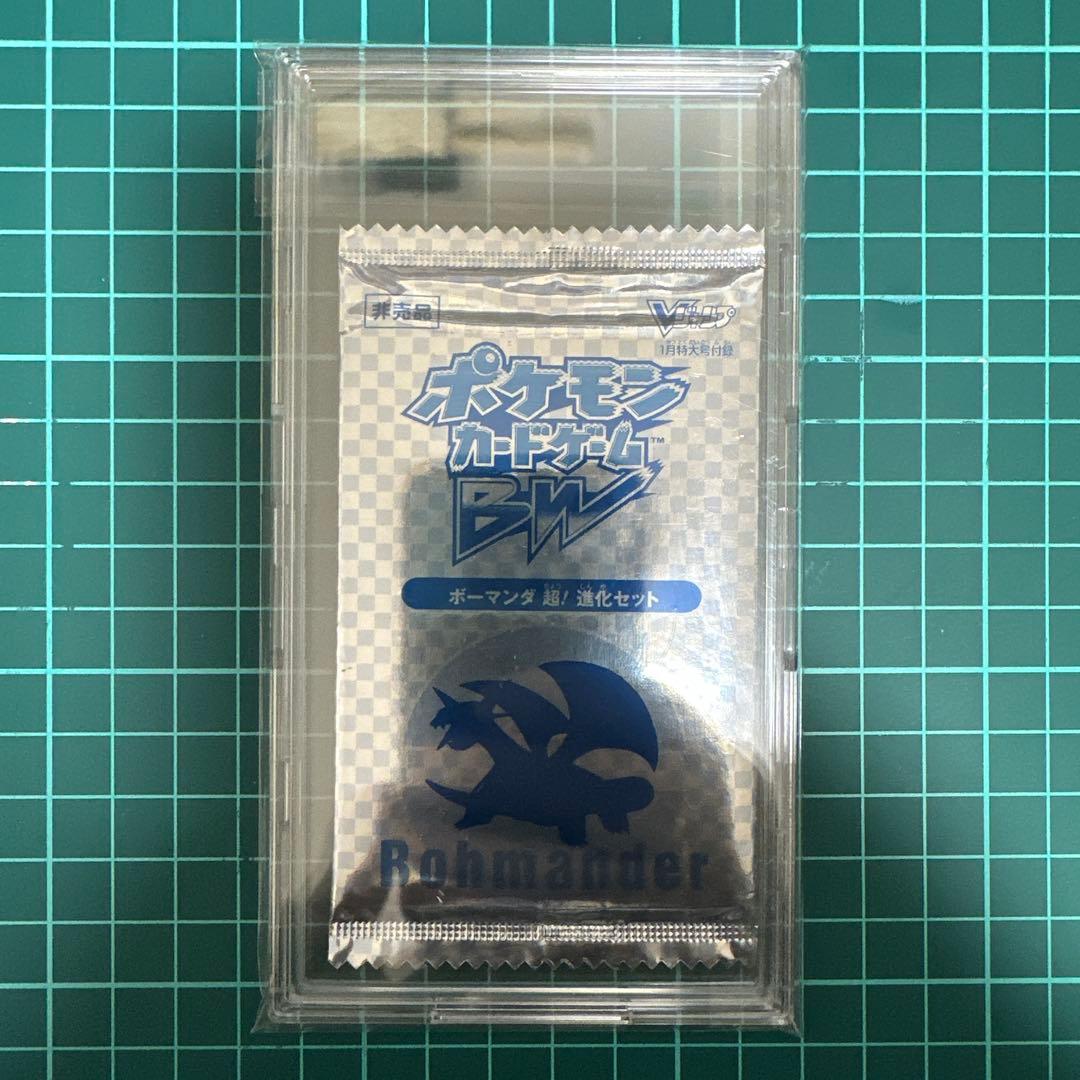 非売品
Vジャンプ
1月特大号付録
ポケモン
カードゲーム™
BW
ボーマンダ 超! 進化セット
Bohmander